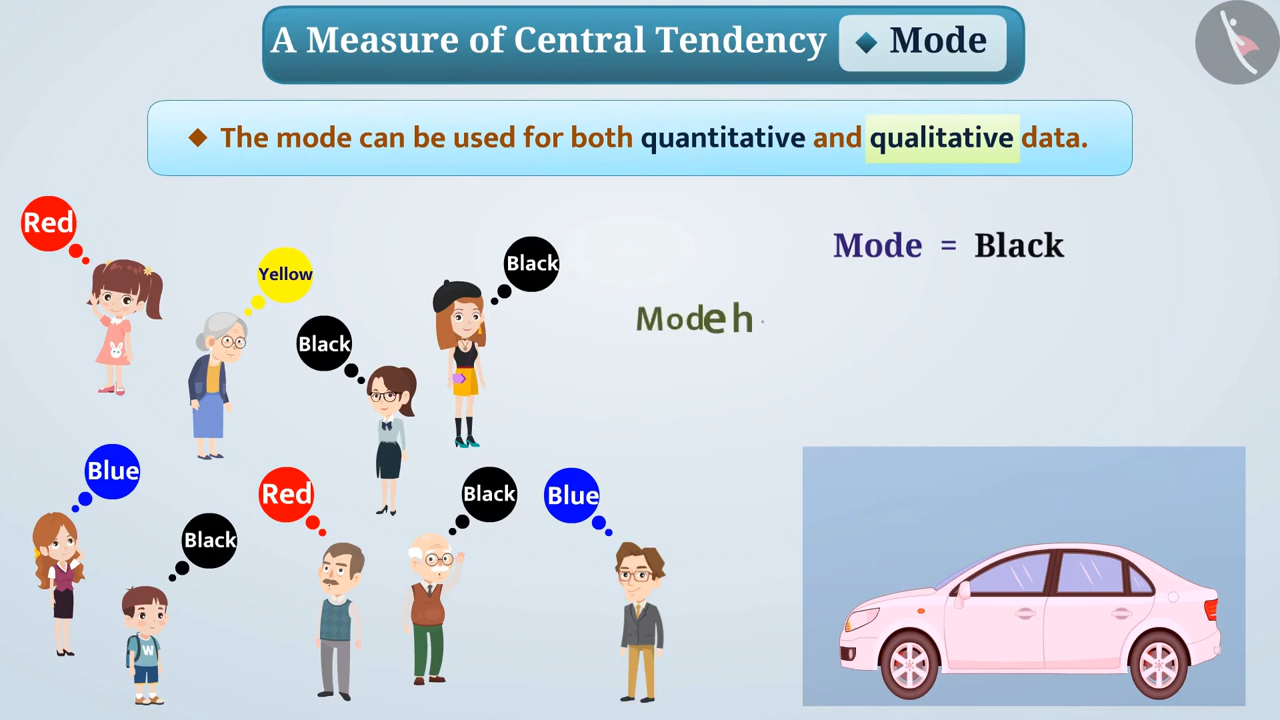 A Measure of Central Tendency ◆ Mode
◆ The mode can be used for both quantitative and qualitative data.
Red
Yellow
Black
Black
Mode = Black
Mode h
Blue
Black
Red
Black
Blue
W